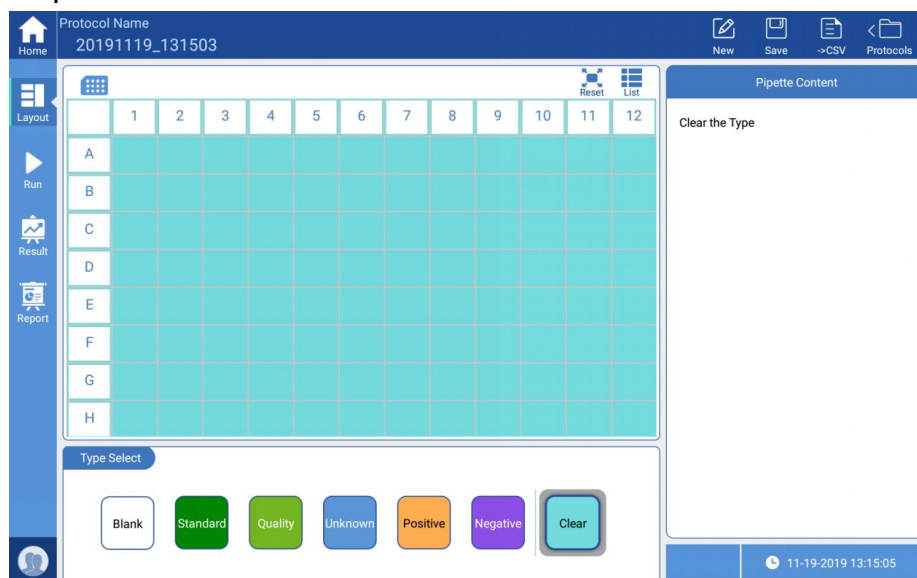 Protocol Name
20191119_131503
Home
New
Save
->CSV
Protocols
Layout
Run
Result
Report
Reset
List
1 2 3 4 5 6 7 8 9 10 11 12
A
B
C
D
E
F
G
H
Pipette Content
Clear the Type
Type Select
Blank
Standard
Quality
Unknown
Positive
Negative
Clear
11-19-2019 13:15:05